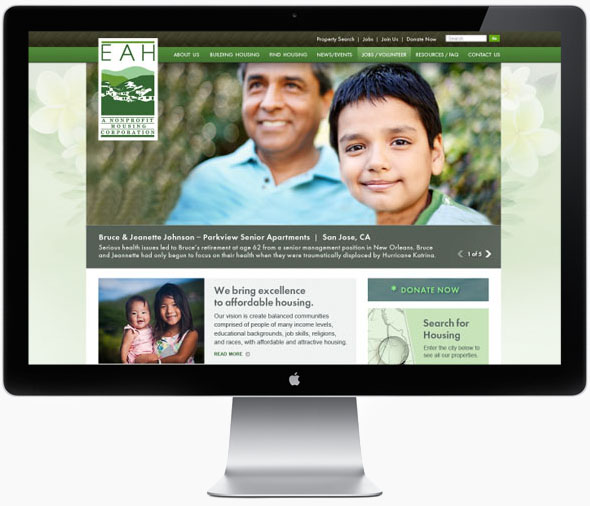 Property Search | Jobs | Join Us | Donate Now
Search
Go
EAH
A NONPROFIT
HOUSING
CORPORATION
ABOUT US
BUILDING HOUSING
FIND HOUSING
NEWS/EVENTS
JOBS / VOLUNTEER
RESOURCES / FAQ
CONTACT US
Bruce & Jeanette Johnson – Parkview Senior Apartments | San Jose, CA
Serious health issues led to Bruce's retirement at age 62 from a senior management position in New Orleans. Bruce
and Jeannette had only begun to focus on their health when they were traumatically displaced by Hurricane Katrina.
1 of 5
We bring excellence
to affordable housing.
Our vision is create balanced communities
comprised of people of many income levels,
educational backgrounds, job skills, religions,
and races, with affordable and attractive housing.
READ MORE
DONATE NOW
Search for
Housing
Enter the city below to
see all our properties.